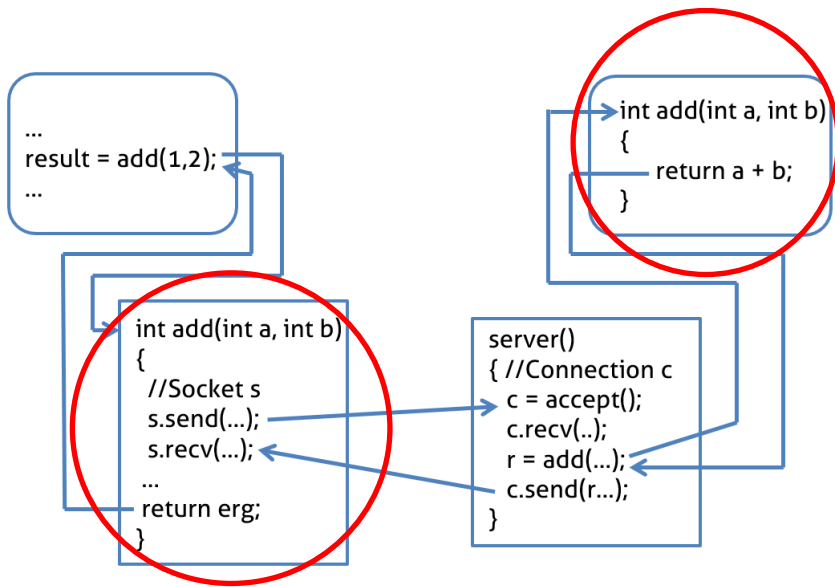 ...
result = add(1,2);
...
int add(int a, int b)
{
return a + b;
}
int add(int a, int b)
{
//Socket s
s.send(...);
s.recv(...);
...
return erg;
}
server()
{ //Connection c
c = accept();
c.recv(..);
r = add(...);
c.send(r...);
}